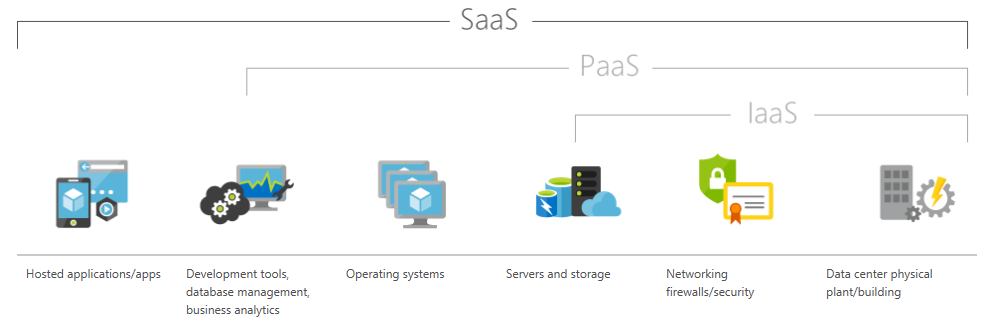 SaaS
PaaS
IaaS
Hosted applications/apps
Development tools,
database management,
business analytics
Operating systems
Servers and storage
Networking
firewalls/security
Data center physical
plant/building